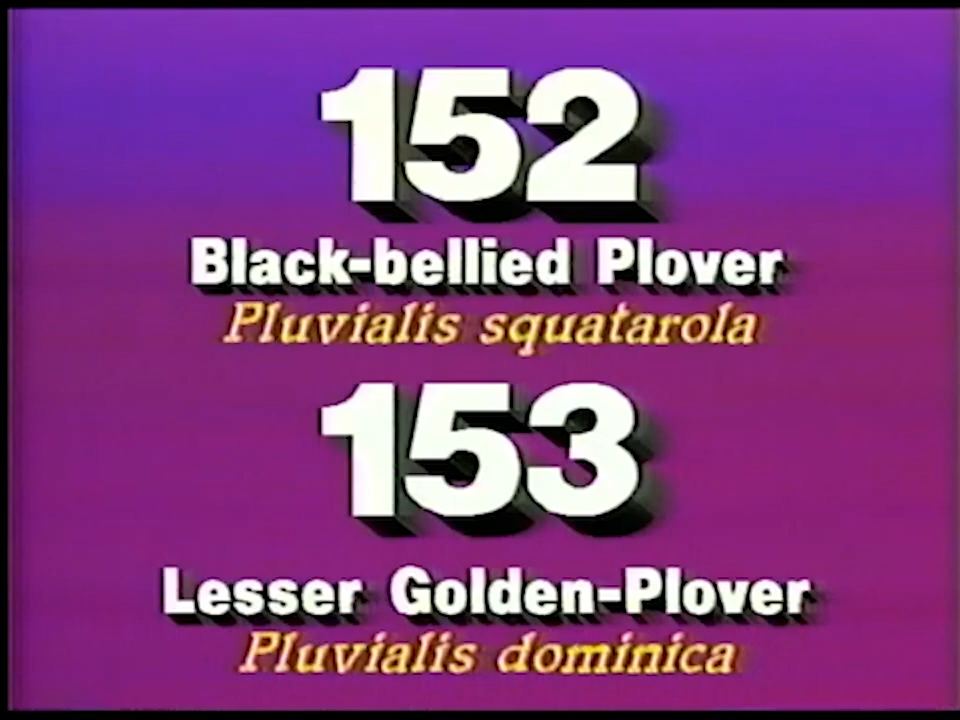 152
Black-bellied Plover
Pluvialis squatarola
153
Lesser Golden-Plover
Pluvialis dominica